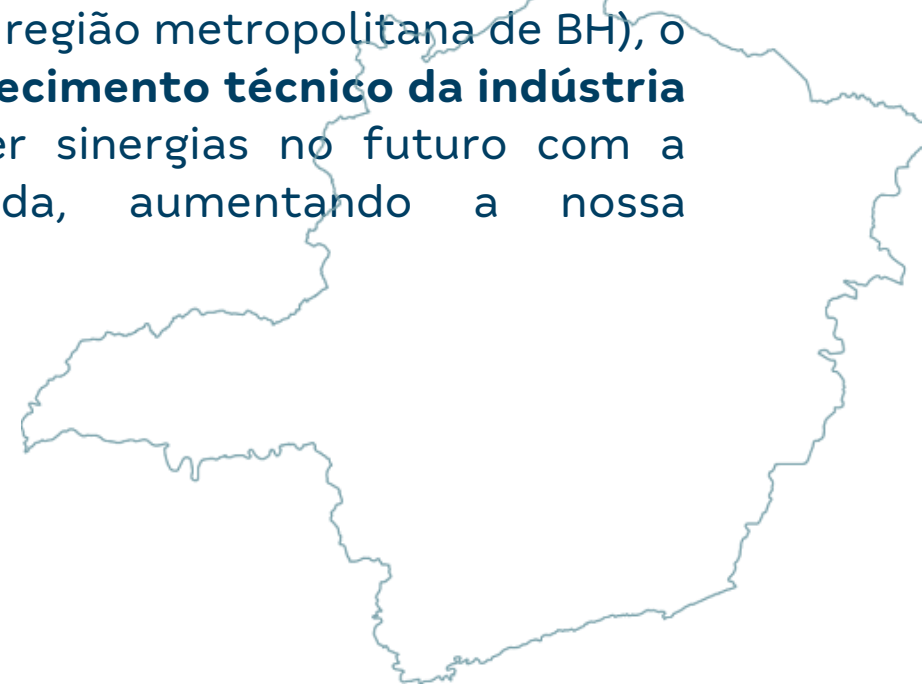 região metropolitana de BH), o
ecimento técnico da indústria
er sinergias no futuro com a
da, aumentando a nossa